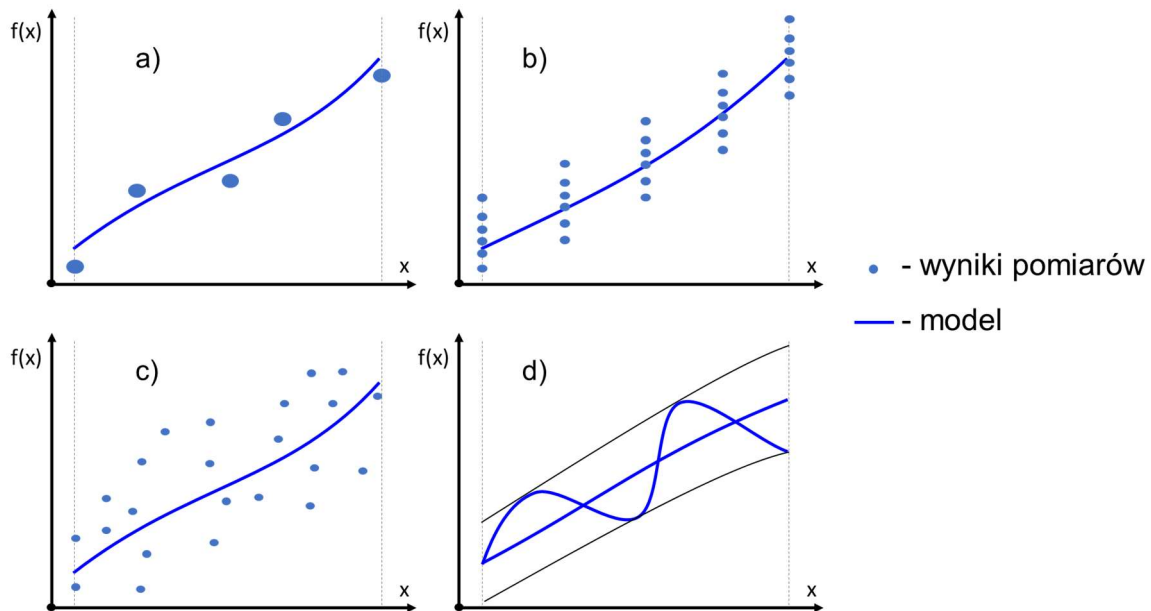 f(x)
a)
x
f(x)
b)
x
- wyniki pomiarów
- model
f(x)
c)
x
f(x)
d)
x